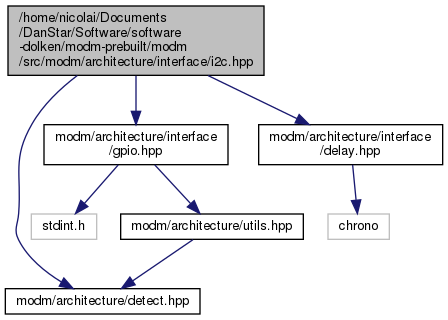 /home/nicolai/Documents
/DanStar/Software/software
-dolken/modm-prebuilt/modm
/src/modm/architecture/interface/i2c.hpp
modm/architecture/interface
/gpio.hpp
modm/architecture/interface
/delay.hpp
stdint.h
modm/architecture/utils.hpp
chrono
modm/architecture/detect.hpp